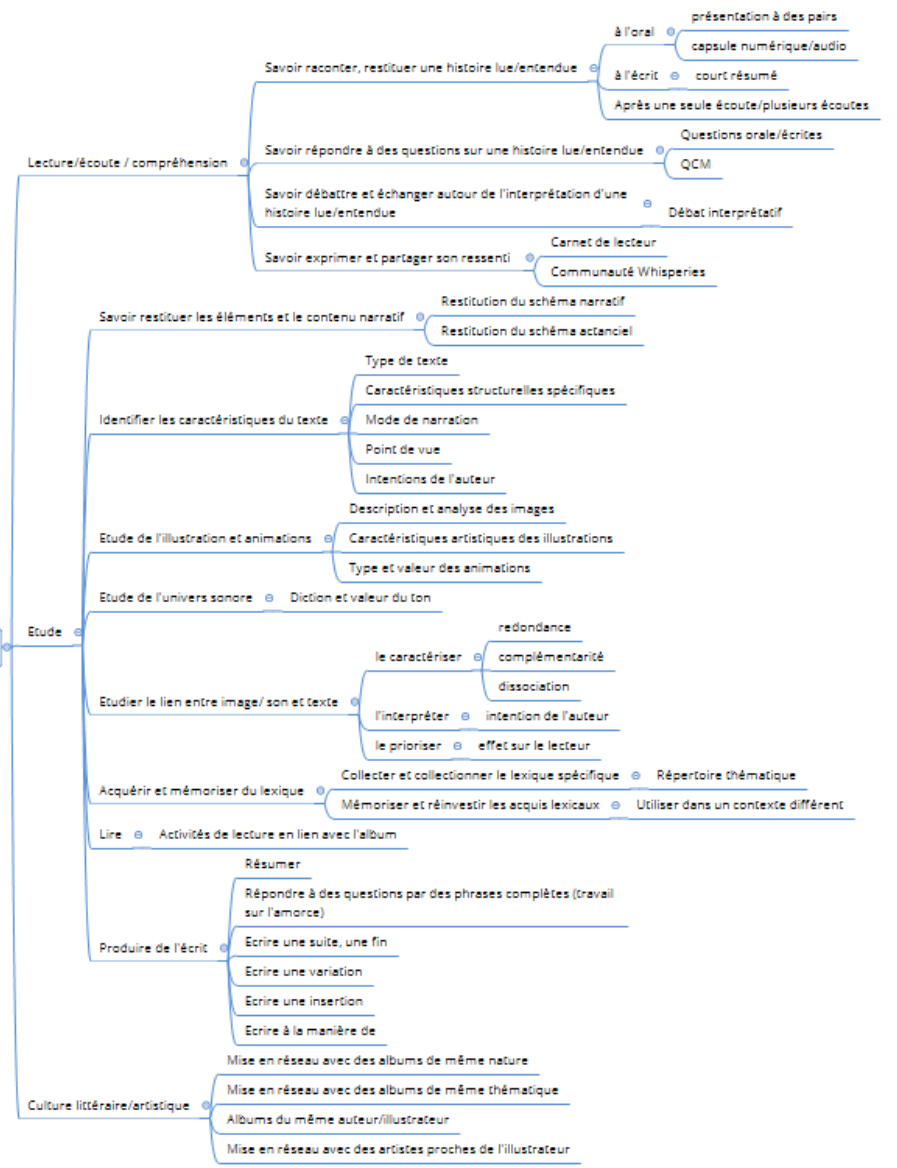 Lecture/écoute / compréhension
Savoir raconter, restituer une histoire lue/entendue
à l'oral
présentation à des pairs
capsule numérique/audio
à l'écrit
court résumé
Après une seule écoute/plusieurs écoutes
Savoir répondre à des questions sur une histoire lue/entendue
Questions orale/écrites
QCM
Savoir débattre et échanger autour de l'interprétation d'une
histoire lue/entendue
Débat interprétatif
Savoir exprimer et partager son ressenti
Carnet de lecteur
Communauté Whisperies
Etude
Savoir restituer les éléments et le contenu narratif
Restitution du schéma narratif
Restitution du schéma actanciel
Identifier les caractéristiques du texte
Type de texte
Caractéristiques structurelles spécifiques
Mode de narration
Point de vue
Intentions de l'auteur
Etude de l'illustration et animations
Description et analyse des images
Caractéristiques artistiques des illustrations
Type et valeur des animations
Etude de l'univers sonore
Diction et valeur du ton
Etudier le lien entre image/ son et texte
le caractériser
redondance
complémentarité
dissociation
l'interpréter
intention de l'auteur
le prioriser
effet sur le lecteur
Acquérir et mémoriser du lexique
Collecter et collectionner le lexique spécifique
Répertoire thématique
Mémoriser et réinvestir les acquis lexicaux
Utiliser dans un contexte différent
Lire
Activités de lecture en lien avec l'album
Produire de l'écrit
Résumer
Répondre à des questions par des phrases complètes (travail
sur l'amorce)
Ecrire une suite, une fin
Ecrire une variation
Ecrire une insertion
Ecrire à la manière de
Culture littéraire/artistique
Mise en réseau avec des albums de même nature
Mise en réseau avec des albums de même thématique
Albums du même auteur/illustrateur
Mise en réseau avec des artistes proches de l'illustrateur